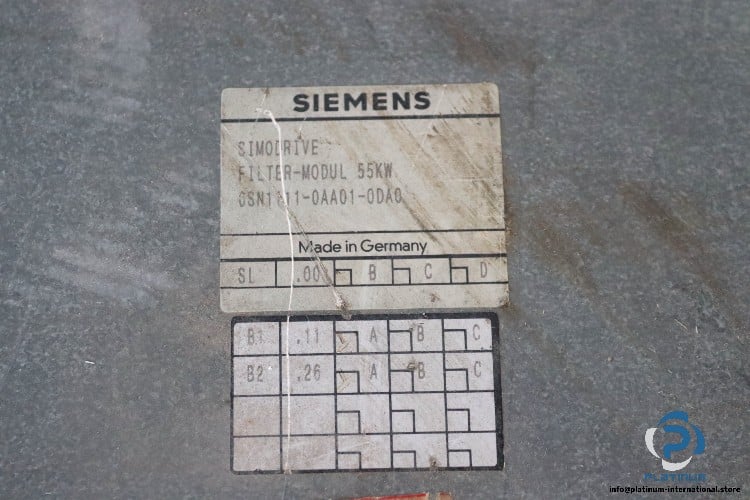 SIEMENS
SIMODRIVE
FILTER-MODUL 55KW
6SN1111-0AA01-0DA0
Made in Germany
SL .00 B C D
B1 .11 A B C
B2 .26 A B C
PLATINUM
info@platinum-international.store